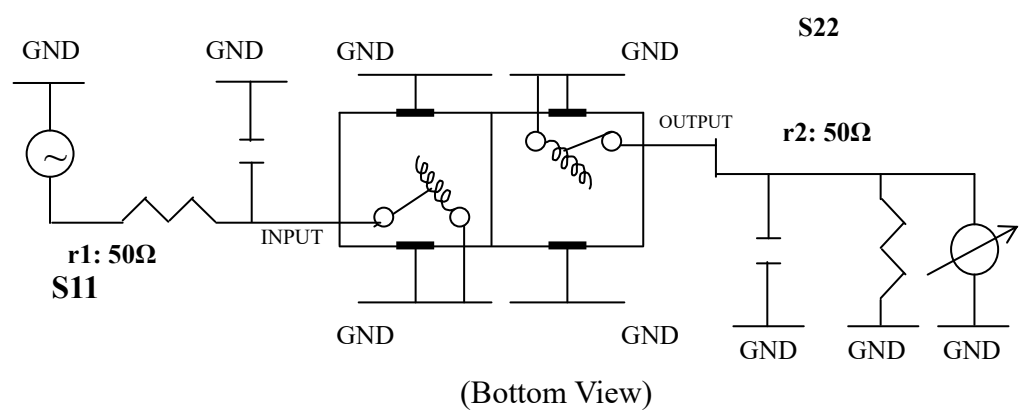 S22
GND
GND
GND
GND
OUTPUT
r2: 50Ω
INPUT
r1: 50Ω
S11
GND
GND
GND
GND
GND
(Bottom View)